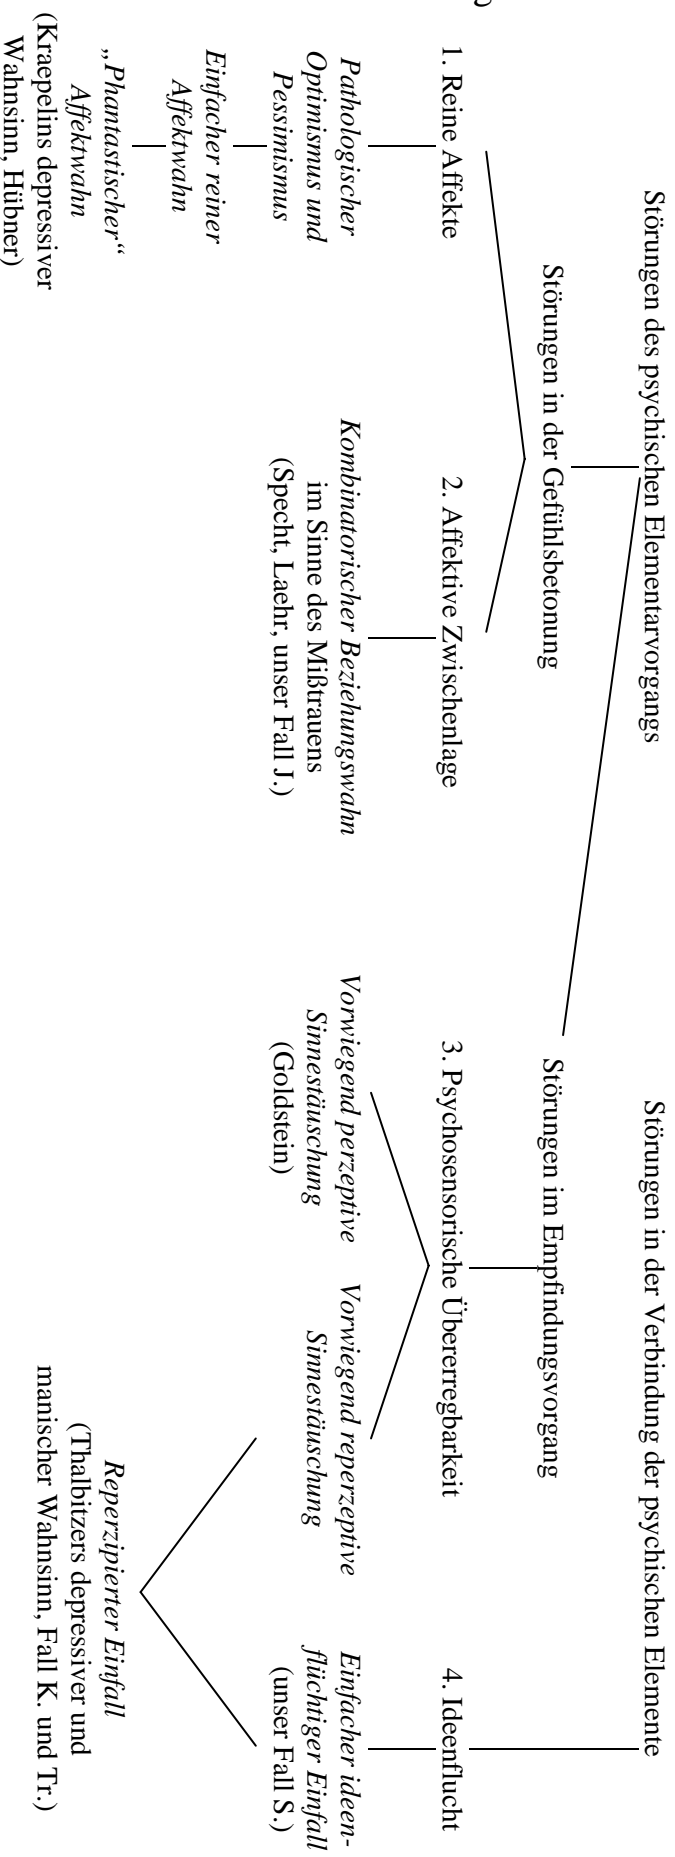 Störungen des psychischen Elementarvorgangs
Störungen in der Verbindung der psychischen Elemente
Störungen in der Gefühlsbetonung
Störungen im Empfindungsvorgang
1. Reine Affekte
2. Affektive Zwischenlage
3. Psychosensorische Übererregbarkeit
4. Ideenflucht
Pathologischer
Optimismus und
Pessimismus
Kombinatorischer Beziehungswahn
im Sinne des Mißtrauens
(Specht, Laehr, unser Fall J.)
Vorwiegend perzeptive
Sinnestäuschung
(Goldstein)
Vorwiegend reperzeptive
Sinnestäuschung
Einfacher ideen-
flüchtiger Einfall
(unser Fall S.)
Einfacher reiner
Affektwahn
„Phantastischer“
Affektwahn
(Kraepelins depressiver
Wahnsinn, Hübner)
Reperzipierter Einfall
(Thalbitzers depressiver und
manischer Wahnsinn, Fall K. und Tr.)